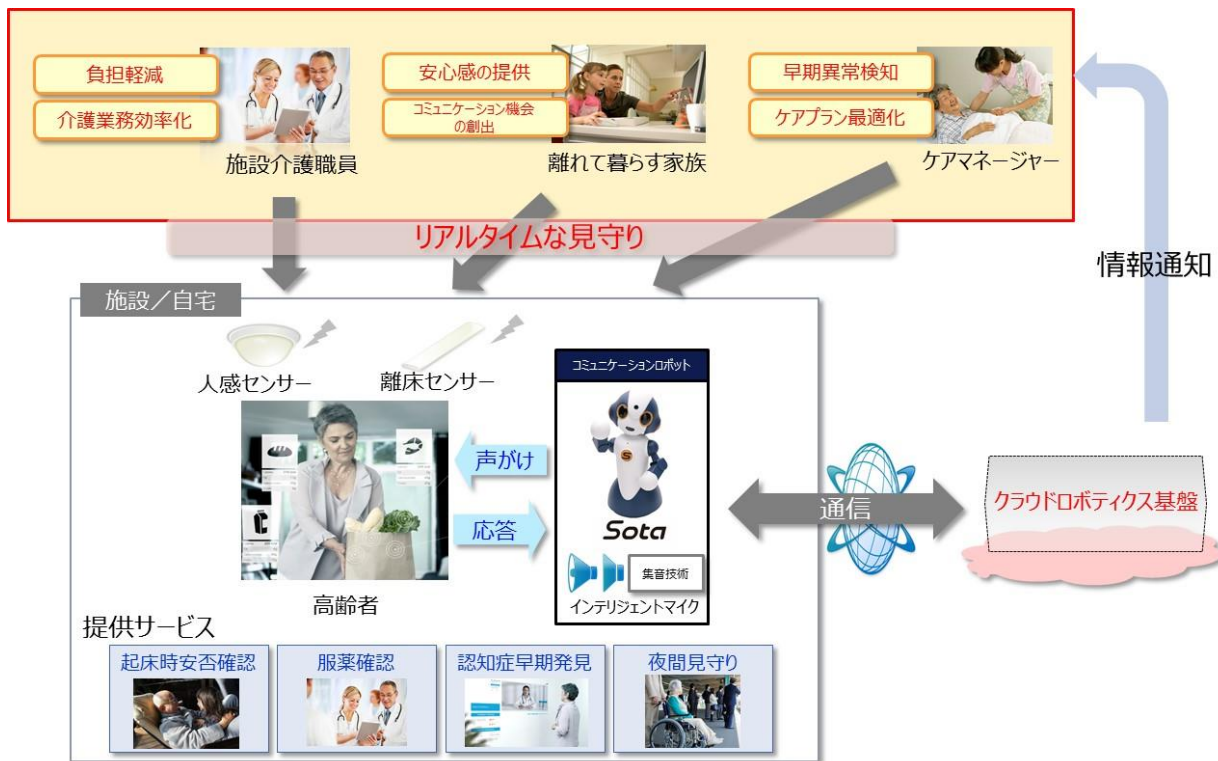 負担軽減
介護業務効率化
施設介護職員
安心感の提供
コミュニケーション機会
の創出
離れて暮らす家族
早期異常検知
ケアプラン最適化
ケアマネージャー
リアルタイムな見守り
情報通知
施設／自宅
人感センサー
離床センサー
コミュニケーションロボット
声がけ
応答
S
Sota
集音技術
インテリジェントマイク
高齢者
通信
クラウドロボティクス基盤
提供サービス
起床時安否確認
服薬確認
認知症早期発見
夜間見守り